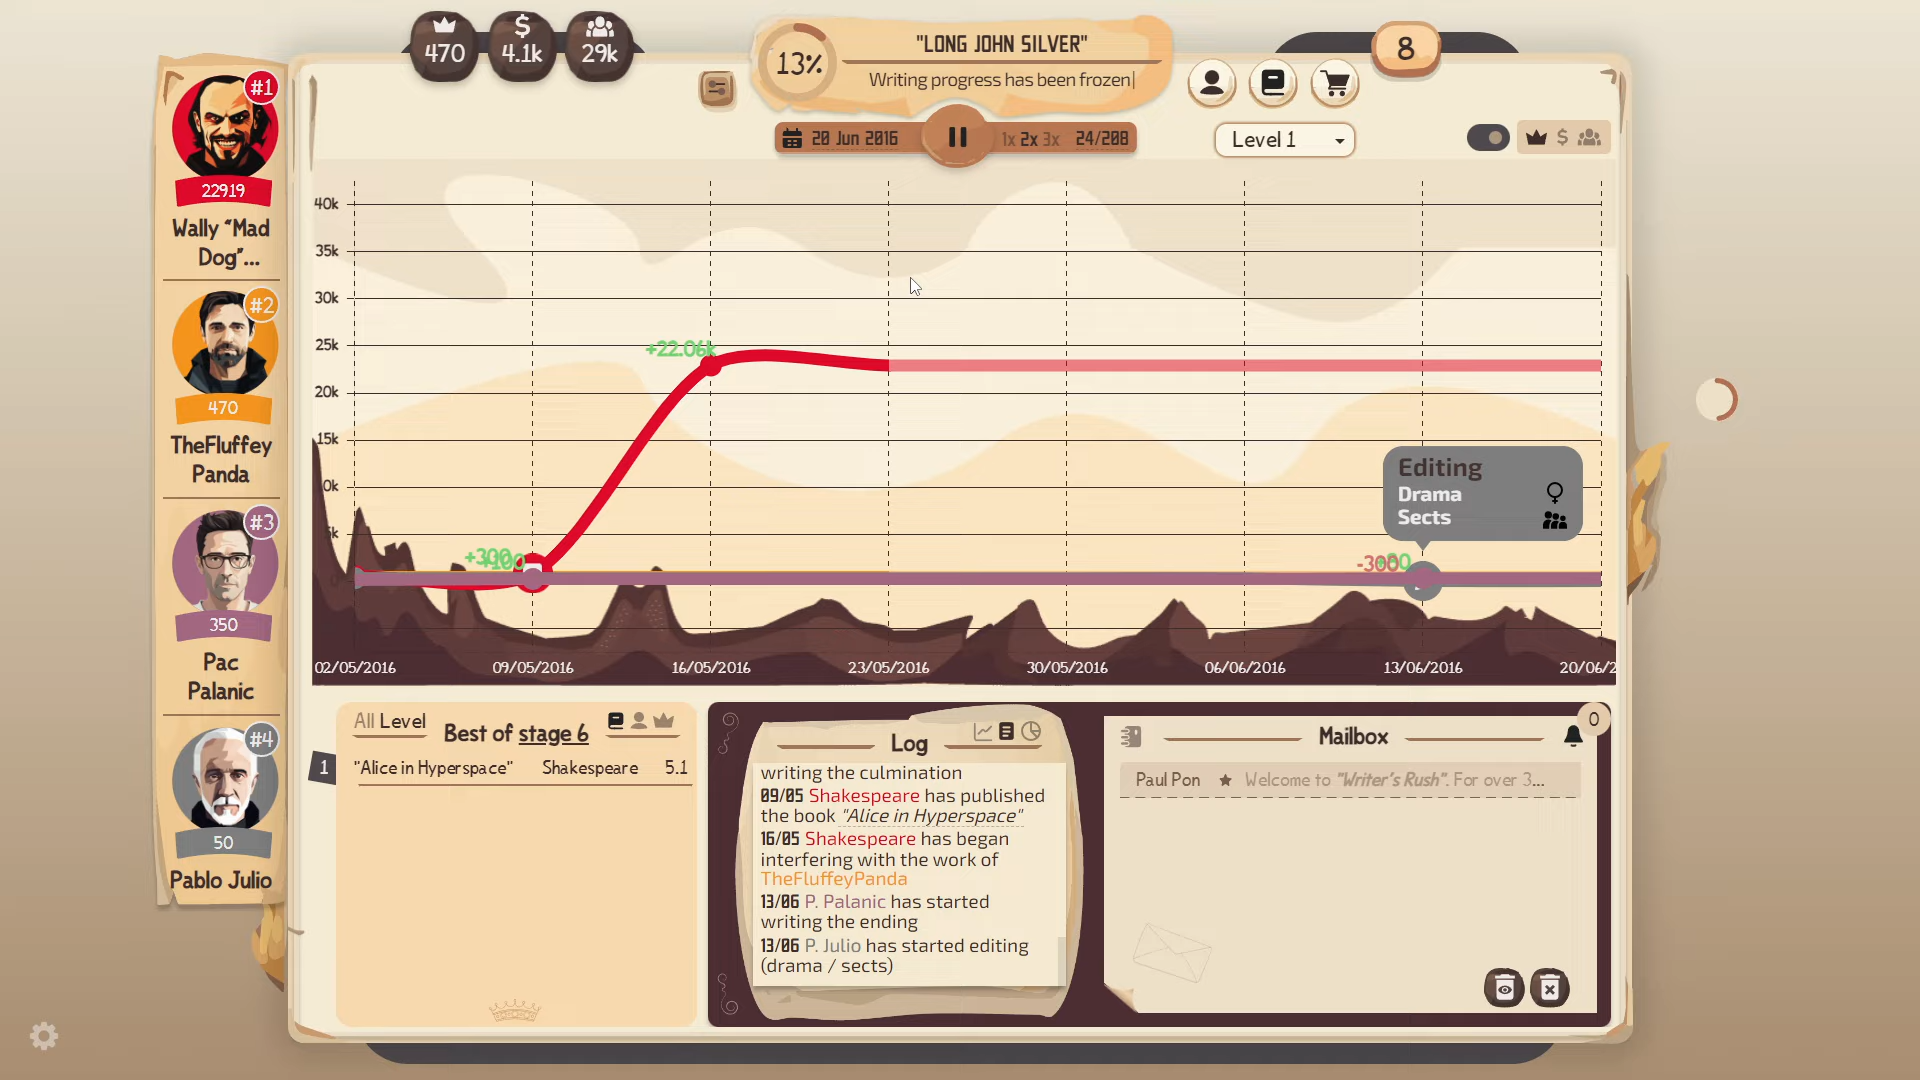 470
4.1k
29k
13%
"LONG JOHN SILVER"
Writing progress has been frozen
8
20 Jun 2016
1x 2x 3x
24/208
Level 1
#1
22919
Wally “Mad
Dog”...
#2
470
TheFluffey
Panda
#3
350
Pac
Palanic
#4
50
Pablo Julio
40k
35k
30k
25k
20k
15k
+22.06k
+300
+100
-300
Editing
Drama
Sects
02/05/2016
09/05/2016
16/05/2016
23/05/2016
30/05/2016
06/06/2016
13/06/2016
20/06/2
All Level
Best of stage 6
1
"Alice in Hyperspace" Shakespeare 5.1
Log
writing the culmination
09/05 Shakespeare has published
the book "Alice in Hyperspace"
16/05 Shakespeare has began
interfering with the work of
TheFluffeyPanda
13/06 P. Palanic has started
writing the ending
13/06 P. Julio has started editing
(drama / sects)
Mailbox
0
Paul Pon ★ Welcome to "Writer's Rush". For over 3...